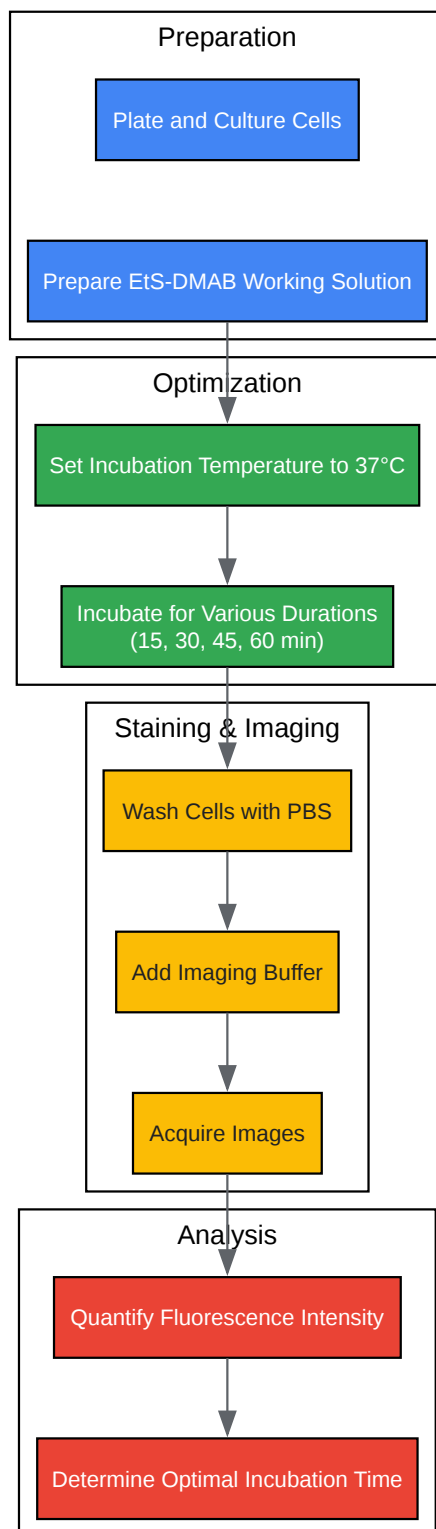 Preparation
Plate and Culture Cells
Prepare EtS-DMAB Working Solution
Optimization
Set Incubation Temperature to 37°C
Incubate for Various Durations
(15, 30, 45, 60 min)
Staining & Imaging
Wash Cells with PBS
Add Imaging Buffer
Acquire Images
Analysis
Quantify Fluorescence Intensity
Determine Optimal Incubation Time